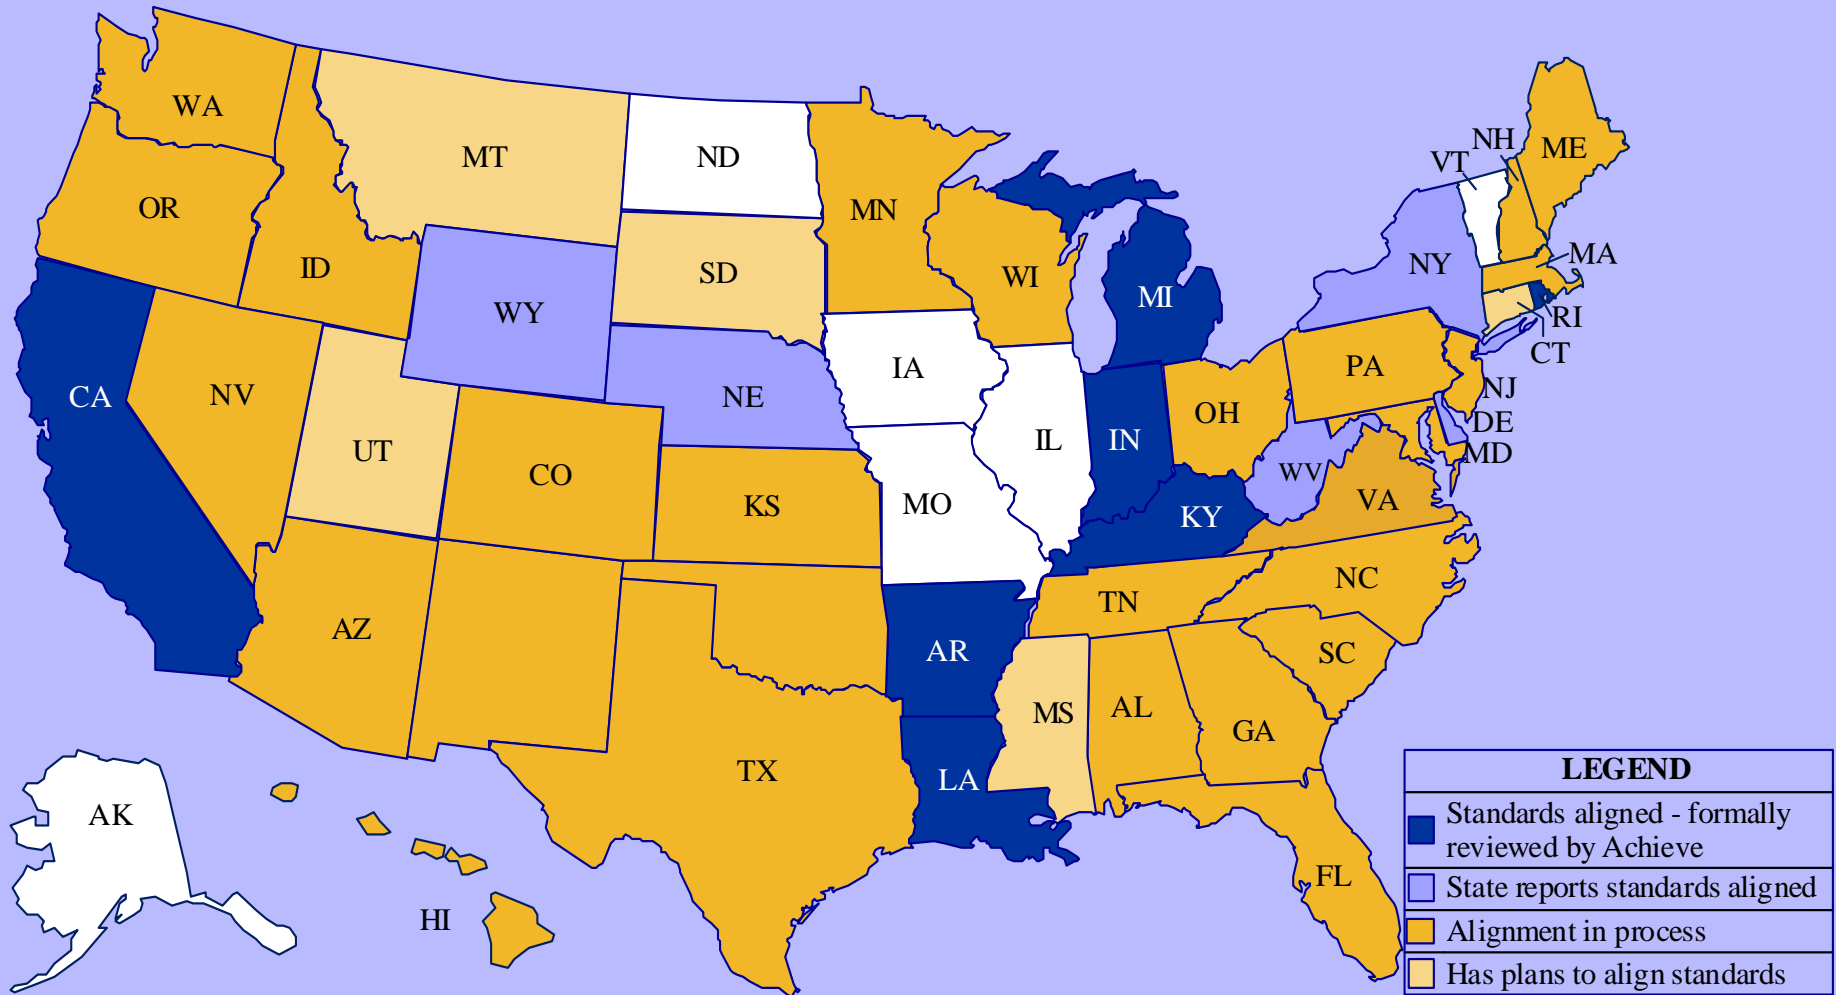 WA
MT
ND
NH
ME
VT
OR
MN
MA
NY
ID
SD
WI
MI
WY
RI
CT
IA
PA
CA
NV
NE
NJ
OH
DE
UT
IL
IN
MD
CO
WV
MO
KS
VA
KY
NC
TN
AZ
AR
SC
MS
AL
GA
TX
LA
AK
FL
HI
LEGEND
Standards aligned - formally
reviewed by Achieve
State reports standards aligned
Alignment in process
Has plans to align standards